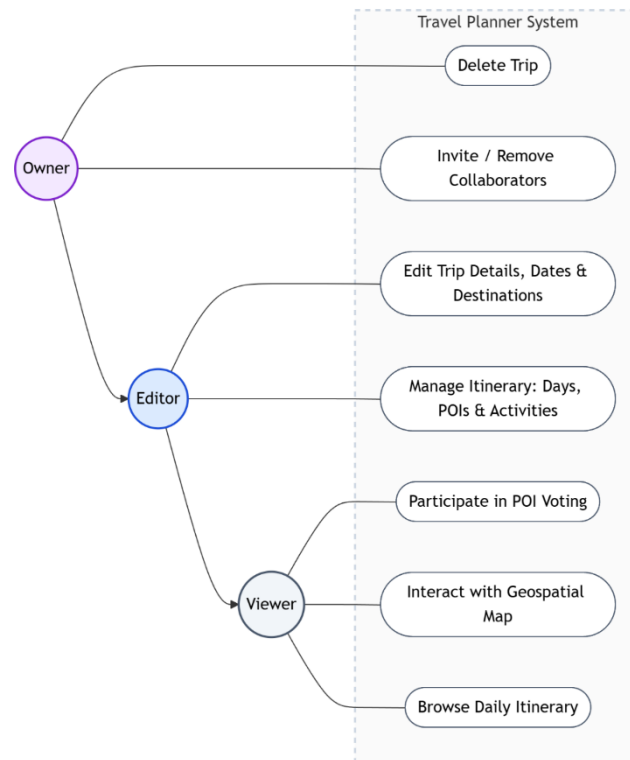 Travel Planner System
Delete Trip
Owner
Invite / Remove
Collaborators
Edit Trip Details, Dates &
Destinations
Editor
Manage Itinerary: Days,
POIs & Activities
Participate in POI Voting
Viewer
Interact with Geospatial
Map
Browse Daily Itinerary